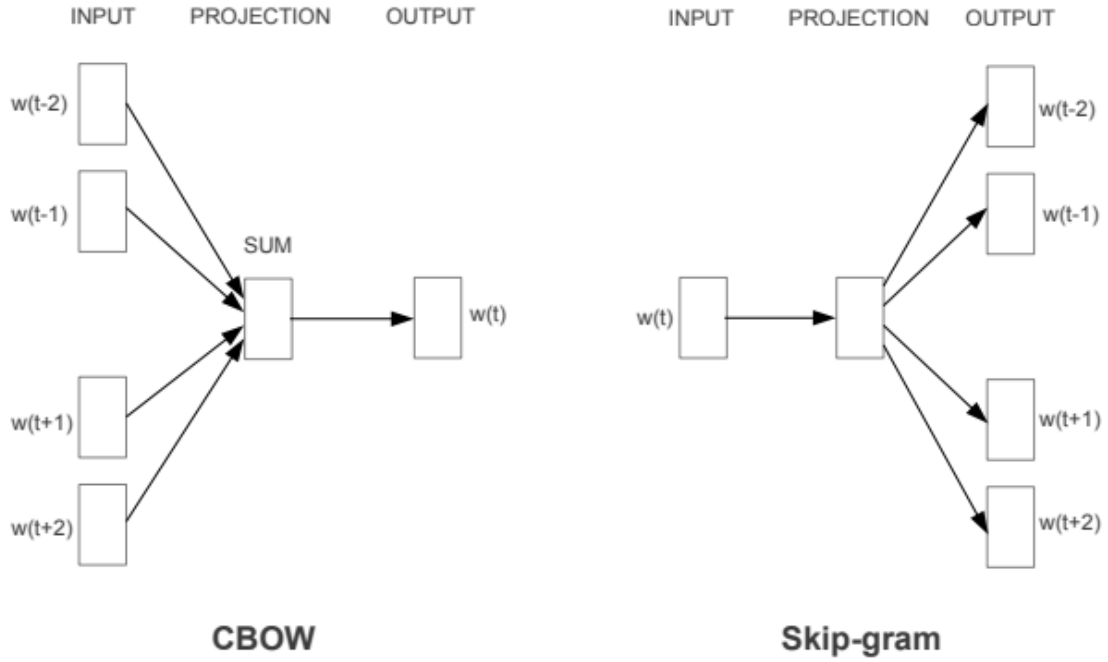 INPUT PROJECTION OUTPUT
w(t-2)
w(t-1)
SUM
w(t)
w(t+1)
w(t+2)
CBOW
INPUT PROJECTION OUTPUT
w(t-2)
w(t-1)
w(t)
w(t+1)
w(t+2)
Skip-gram